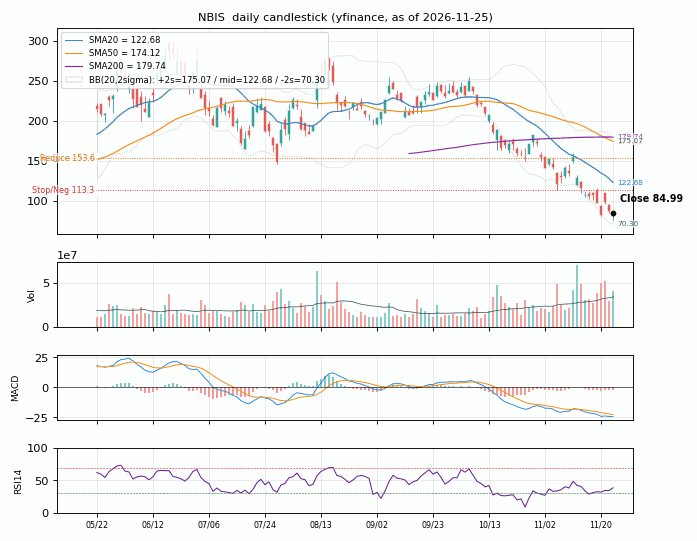 NBIS daily candlestick (yfinance, as of 2026-11-25)
SMA20 = 122.68
SMA50 = 174.12
SMA200 = 179.74
BB(20,2sigma): +2s=175.07 / mid=122.68 / -2s=70.30
300
250
200
150
100
Reduce 153.6
Stop/Neg 113.3
179.74
175.07
122.68
Close 84.99
70.30
1e7
Vol
5
0
MACD
25
0
−25
RSI14
100
50
0
05/22 06/12 07/06 07/24 08/13 09/02 09/23 10/13 11/02 11/20